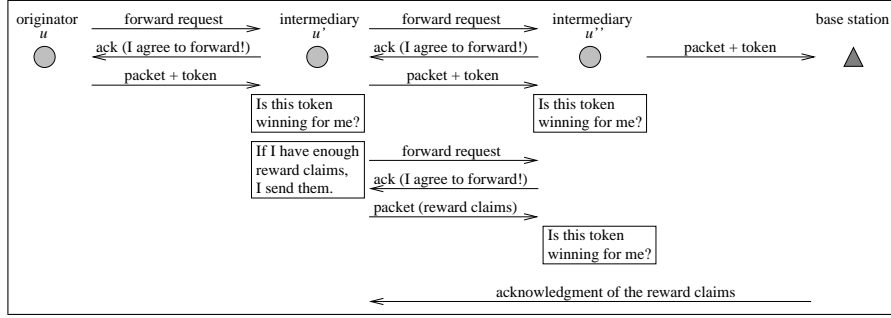 originator
u
forward request
intermediary
u'
forward request
intermediary
u''
base station
ack (I agree to forward!)
ack (I agree to forward!)
packet + token
packet + token
packet + token
Is this token
winning for me?
Is this token
winning for me?
If I have enough
reward claims,
I send them.
forward request
ack (I agree to forward!)
packet (reward claims)
Is this token
winning for me?
acknowledgment of the reward claims